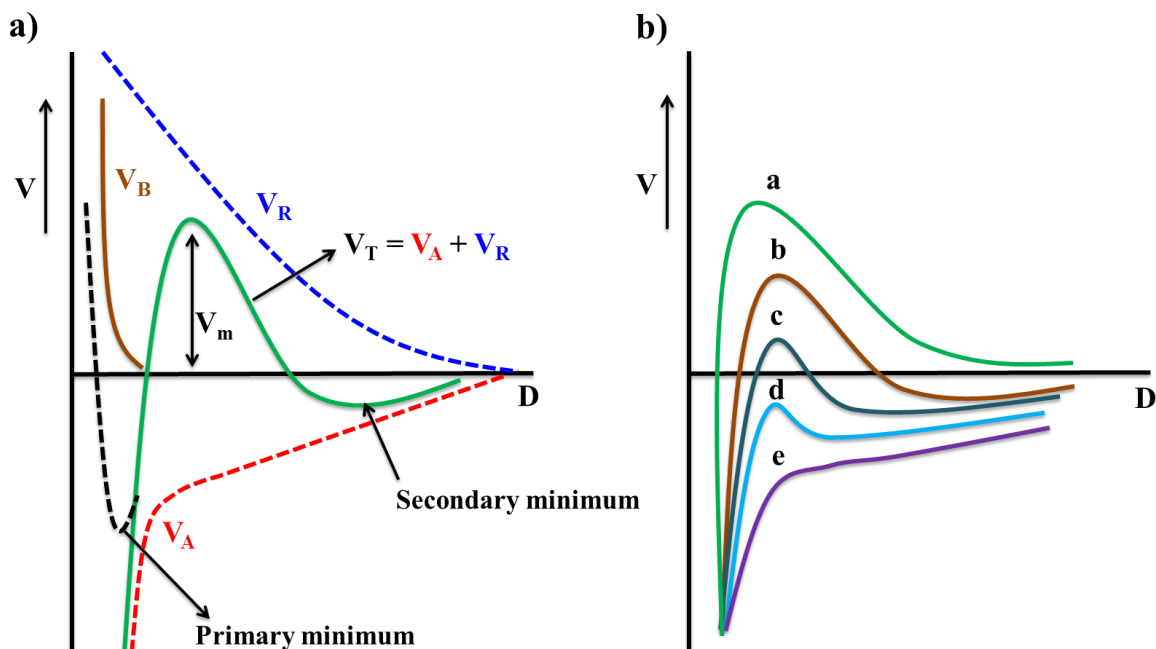 a)
V
V_B
V_R
V_T = V_A + V_R
V_m
D
Secondary minimum
V_A
Primary minimum
b)
V
a
b
c
d
e
D